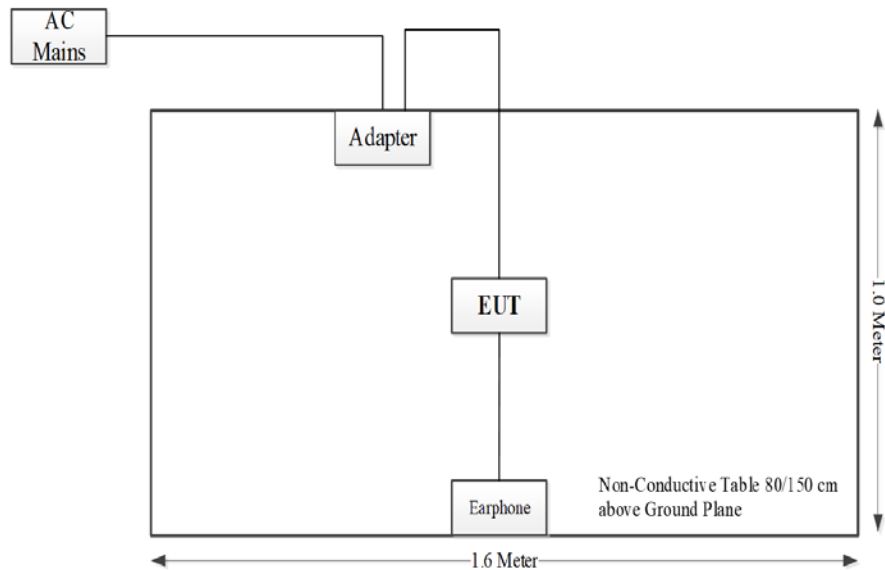 AC
Mains
Adapter
EUT
1.0 Meter
Earphone
Non-Conductive Table 80/150 cm
above Ground Plane
1.6 Meter